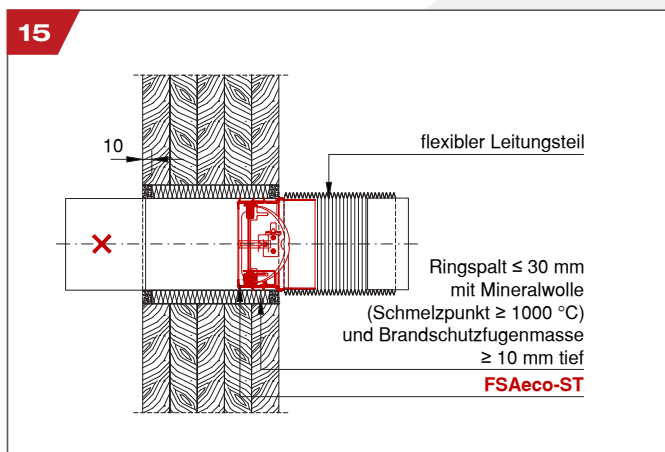 15
10
flexibler Leitungsteil
Ringspalt ≤ 30 mm
mit Mineralwolle
(Schmelzpunkt ≥ 1000 °C)
und Brandschutzfugenmasse
≥ 10 mm tief
FSAeco-ST